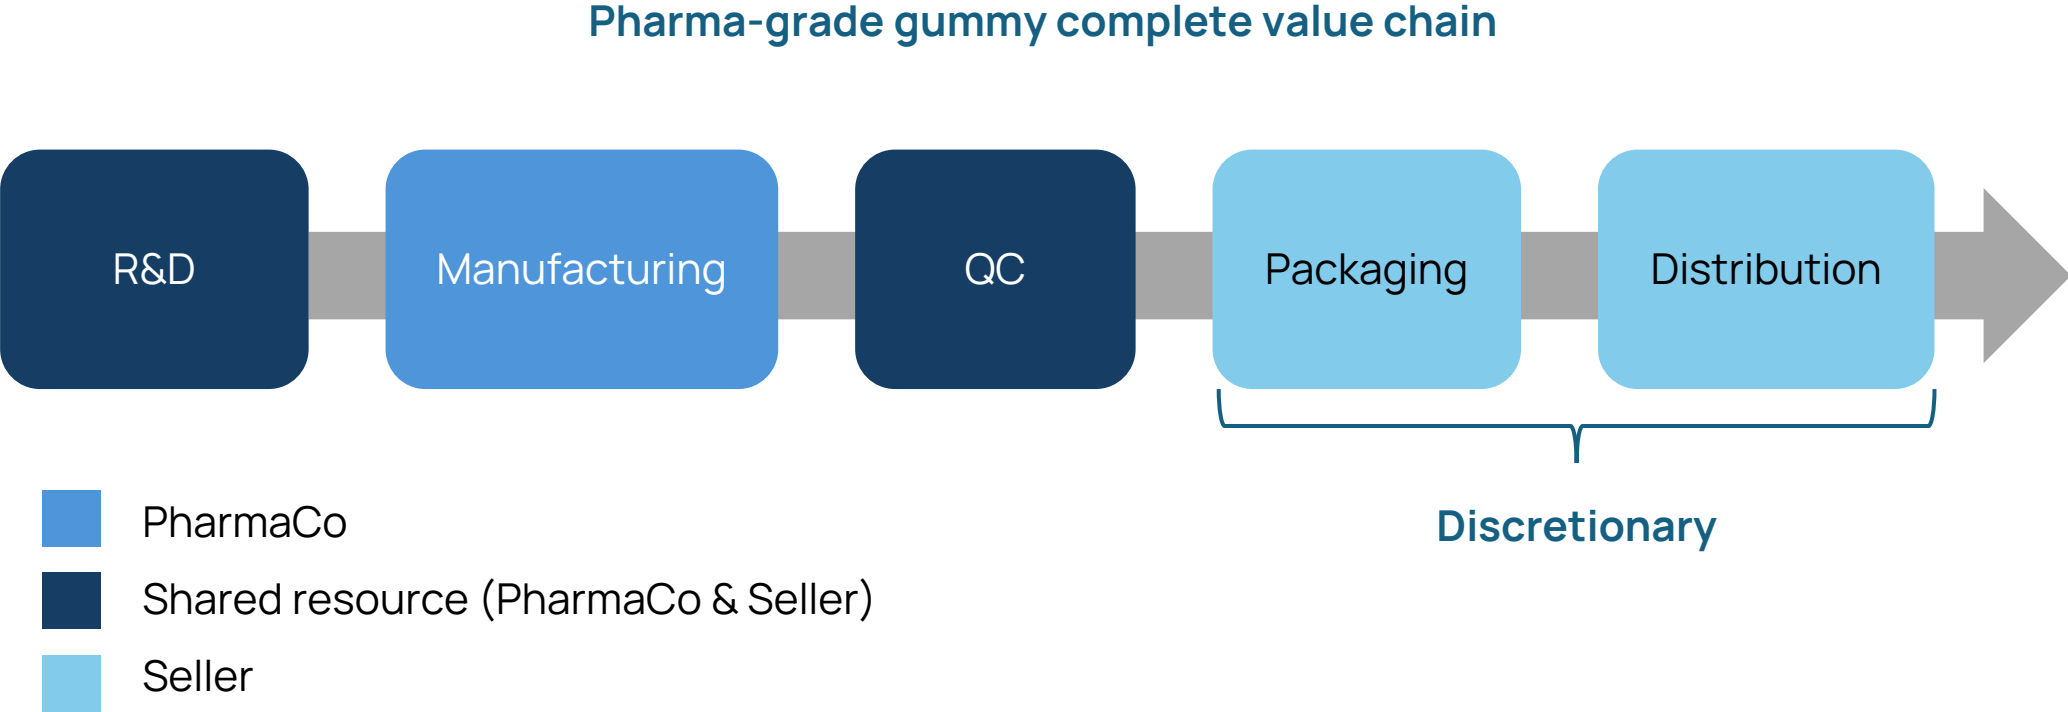 Pharma-grade gummy complete value chain
R&D
Manufacturing
QC
Packaging
Distribution
Discretionary
PharmaCo
Shared resource (PharmaCo & Seller)
Seller